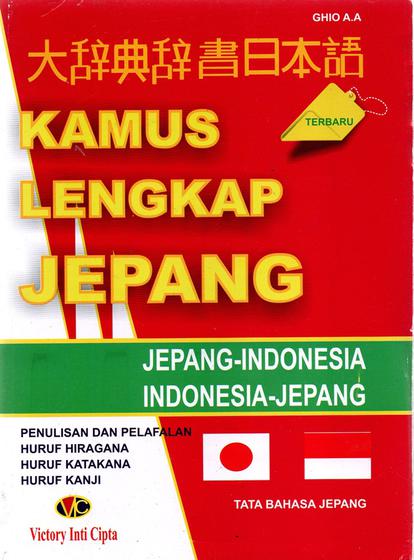 GHIO A.A
大辞典辞書日本語
TERBARU
KAMUS
LENGKAP
JEPANG
JEPANG-INDONESIA
INDONESIA-JEPANG
PENULISAN DAN PELAFALAN
HURUF HIRAGANA
HURUF KATAKANA
HURUF KANJI
TATA BAHASA JEPANG
VIC
Victory Inti Cipta